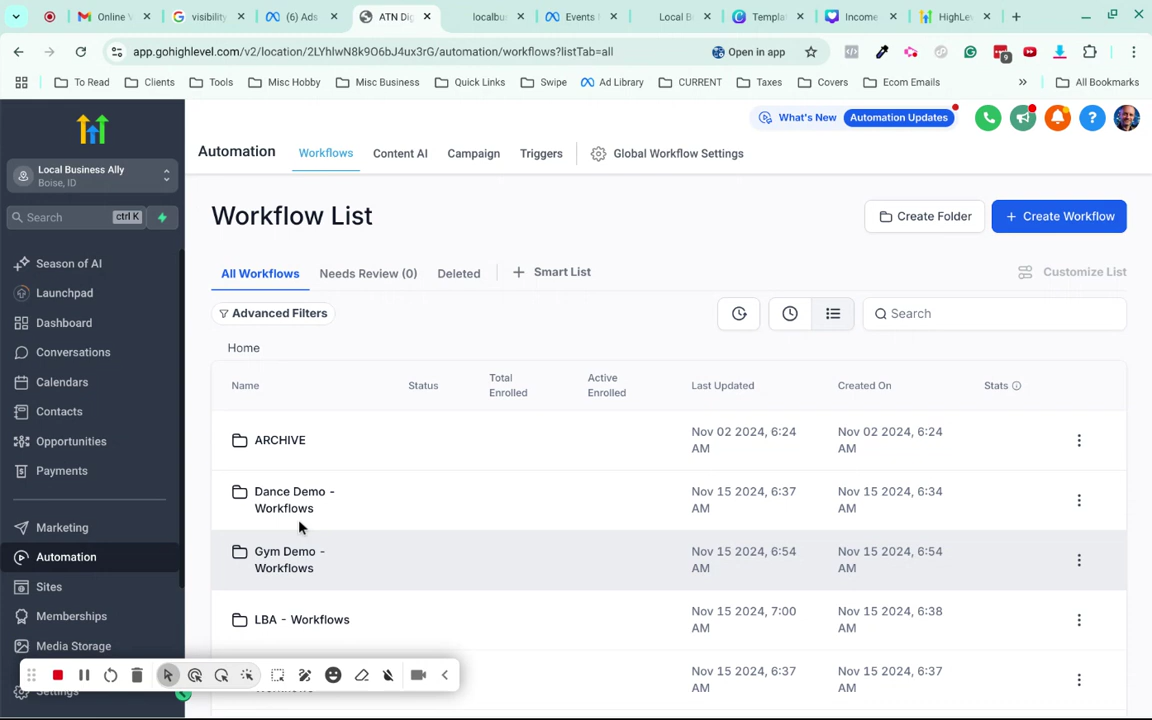 Online V
visibility
(6) Ads
ATN Dig
localbus
Events
Local B
Templa
Income
HighLev
app.gohighlevel.com/v2/location/2LYhlwN8k9O6bJ4ux3rG/automation/workflows?listTab=all
Open in app
9
To Read
Clients
Tools
Misc Hobby
Misc Business
Quick Links
Swipe
Ad Library
CURRENT
Taxes
Covers
Ecom Emails
»
All Bookmarks
What's New
Automation Updates
?
Local Business Ally
Boise, ID
Search
ctrl K
Season of AI
Launchpad
Dashboard
Conversations
Calendars
Contacts
Opportunities
Payments
Marketing
Automation
Sites
Memberships
Media Storage
Settings
Automation
Workflows
Content AI
Campaign
Triggers
Global Workflow Settings
Workflow List
Create Folder
+ Create Workflow
All Workflows
Needs Review (0)
Deleted
+ Smart List
Customize List
Advanced Filters
Search
Home
Name
Status
Total
Enrolled
Active
Enrolled
Last Updated
Created On
Stats
ARCHIVE
Nov 02 2024, 6:24
AM
Nov 02 2024, 6:24
AM
Dance Demo -
Workflows
Nov 15 2024, 6:37
AM
Nov 15 2024, 6:34
AM
Gym Demo -
Workflows
Nov 15 2024, 6:54
AM
Nov 15 2024, 6:54
AM
LBA - Workflows
Nov 15 2024, 7:00
AM
Nov 15 2024, 6:38
AM
Nov 15 2024, 6:37
AM
Nov 15 2024, 6:37
AM